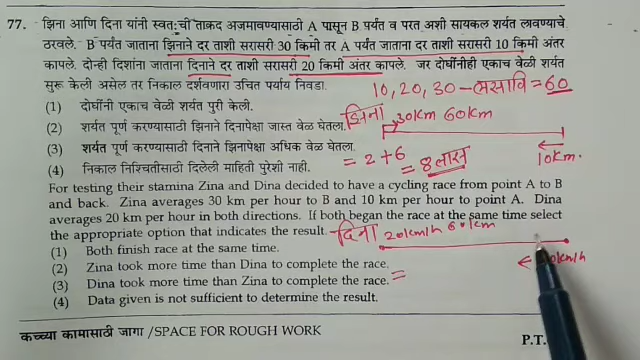 77. झिना आणि दिना यांनी स्वतःची ताकद अजमावण्यासाठी A पासून B पर्यंत व परत अशी सायकल शर्यत लावण्याचे
ठरवले. B पर्यंत जाताना झिनाने दर ताशी सरासरी 30 किमी तर A पर्यंत जाताना दर ताशी सरासरी 10 किमी अंतर
कापले. दोन्ही दिशांना जाताना दिनाने दर ताशी सरासरी 20 किमी अंतर कापले. जर दोघींनीही एकाच वेळी शर्यत
सुरू केली असेल तर निकाल दर्शवणारा उचित पर्याय निवडा.
10, 20, 30 - मसावि = 60
(1) दोघींनी एकाच वेळी शर्यत पुरी केली.
झिना 30km 60km
(2) शर्यत पूर्ण करण्यासाठी झिनाने दिनापेक्षा जास्त वेळ घेतला.
(3) शर्यत पूर्ण करण्यासाठी दिनाने झिनापेक्षा अधिक वेळ घेतला.
= 2+6
= 8 तास
10km.
(4) निकाल निश्चितीसाठी दिलेली माहिती पुरेशी नाही.
For testing their stamina Zina and Dina decided to have a cycling race from point A to B
and back. Zina averages 30 km per hour to B and 10 km per hour to point A. Dina
averages 20 km per hour in both directions. If both began the race at the same time select
the appropriate option that indicates the result.
दिना 20km/h 60km
(1) Both finish race at the same time.
(2) Zina took more time than Dina to complete the race.
(3) Dina took more time than Zina to complete the race. =
(4) Data given is not sufficient to determine the result.
कच्च्या कामासाठी जागा /SPACE FOR ROUGH WORK